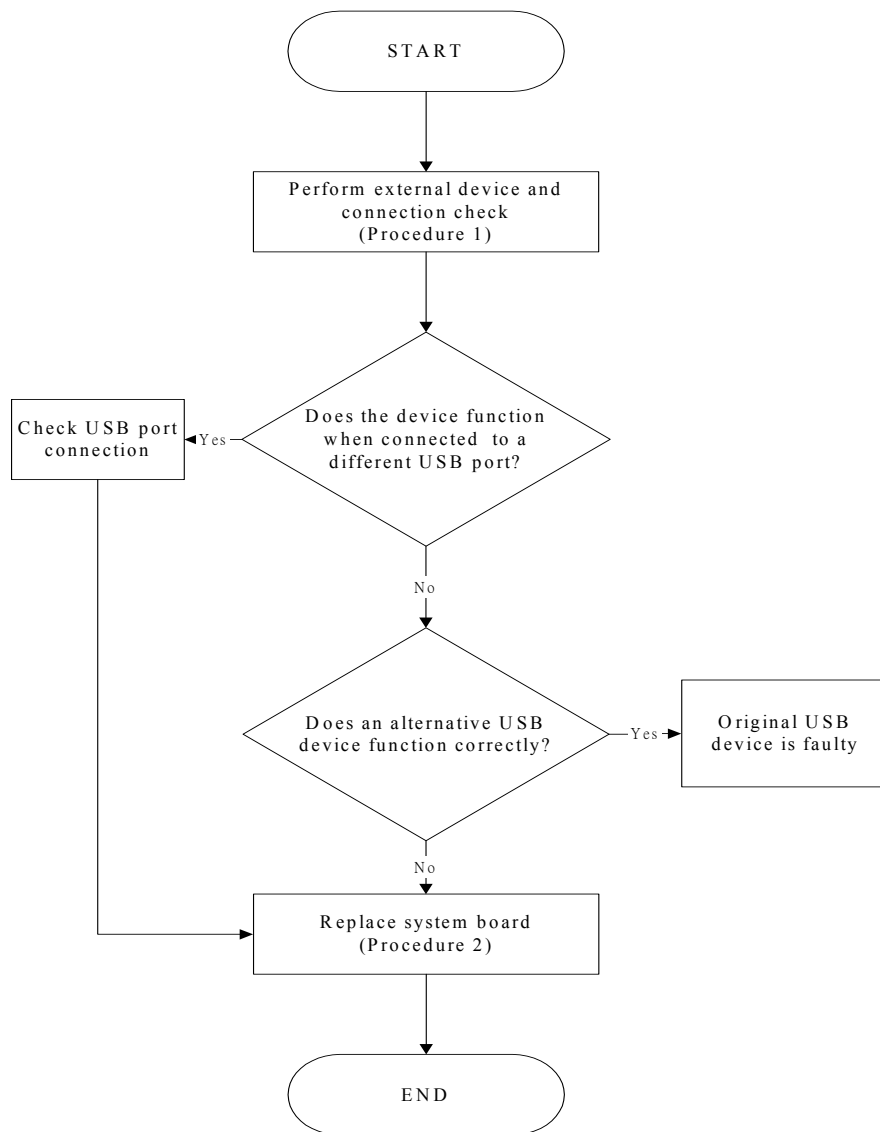 START
Perform external device and
connection check
(Procedure 1)
Does the device function
when connected to a
different USB port?
Yes
Check USB port
connection
No
Does an alternative USB
device function correctly?
Yes
Original USB
device is faulty
No
Replace system board
(Procedure 2)
END